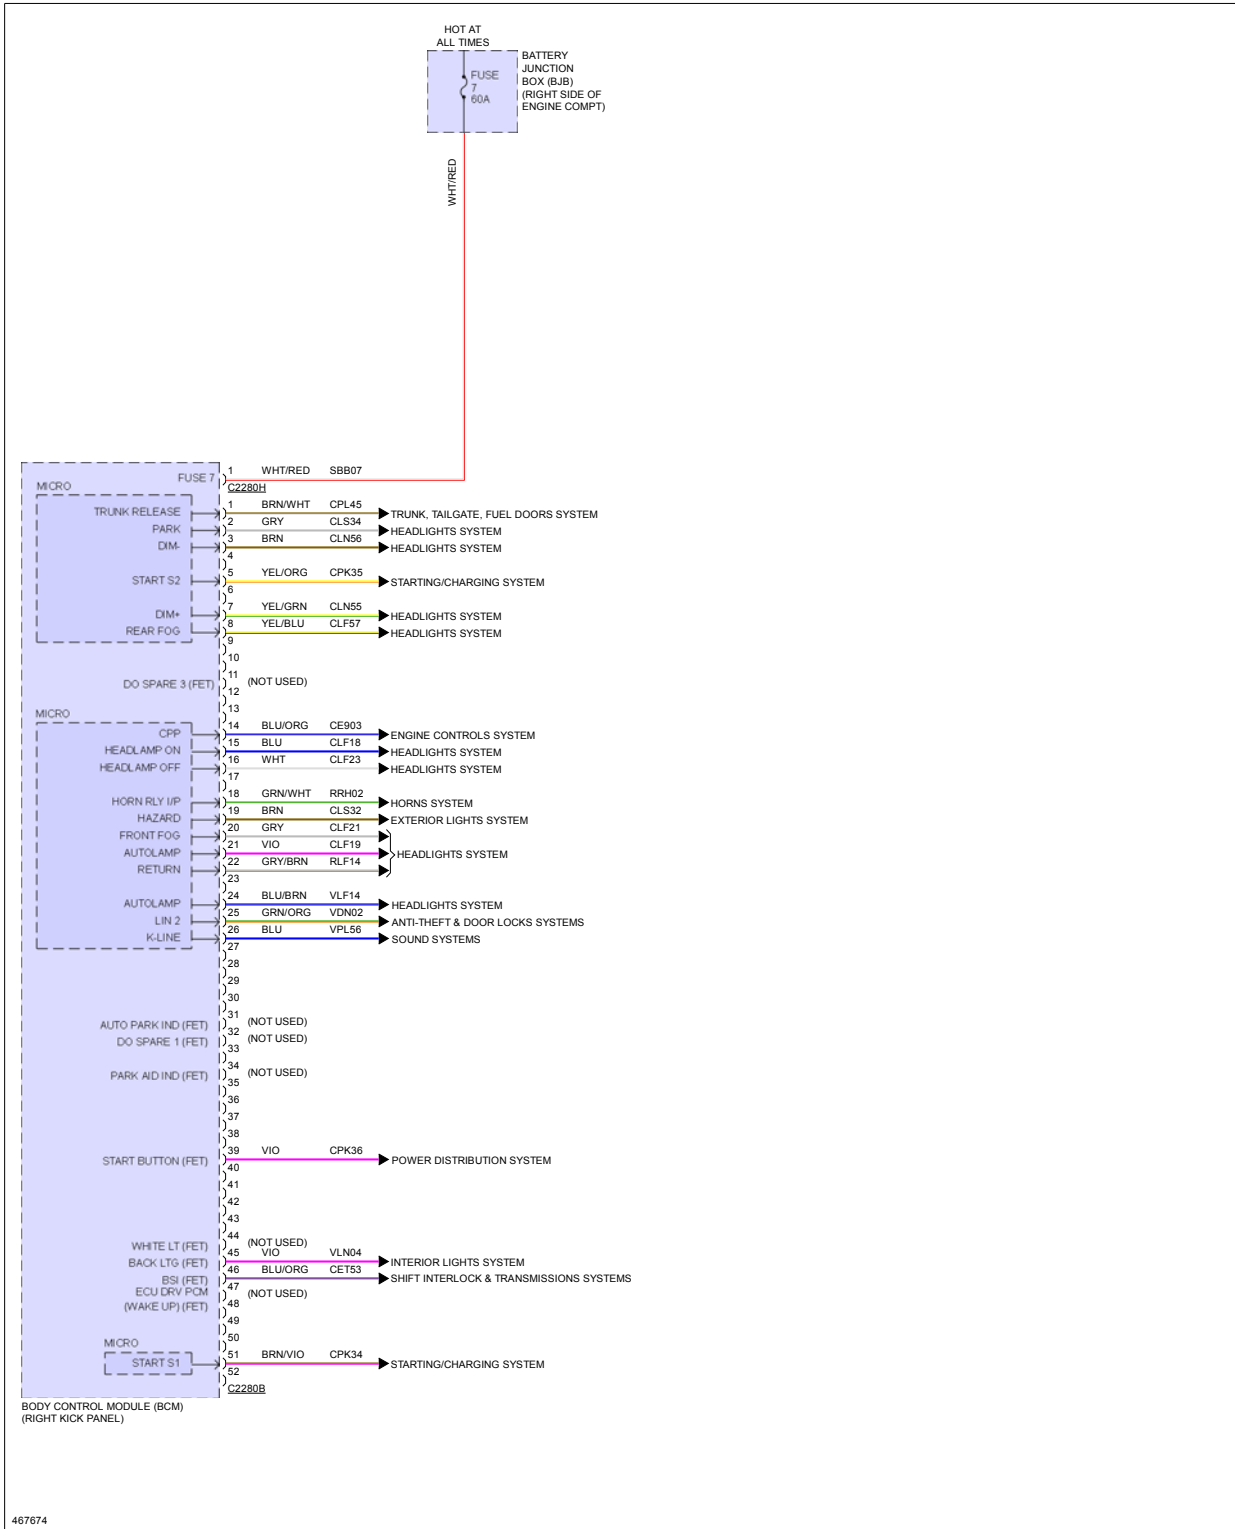 HOT AT
ALL TIMES
BATTERY
JUNCTION
BOX (BJB)
(RIGHT SIDE OF
ENGINE COMPT)
FUSE
7
60A
WHT/RED
FUSE 7 1 WHT/RED SBB07
C2280H
MICRO
TRUNK RELEASE 1 BRN/WHT CPL45 TRUNK, TAILGATE, FUEL DOORS SYSTEM
PARK 2 GRY CLS34 HEADLIGHTS SYSTEM
DIM- 3 BRN CLN56 HEADLIGHTS SYSTEM
4
START S2 5 YEL/ORG CPK35 STARTING/CHARGING SYSTEM
6
DIM+ 7 YEL/GRN CLN55 HEADLIGHTS SYSTEM
REAR FOG 8 YEL/BLU CLF57 HEADLIGHTS SYSTEM
9
10
DO SPARE 3 (FET) 11 (NOT USED)
12
13
MICRO
CPP 14 BLU/ORG CE903 ENGINE CONTROLS SYSTEM
HEADLAMP ON 15 BLU CLF18 HEADLIGHTS SYSTEM
HEADLAMP OFF 16 WHT CLF23 HEADLIGHTS SYSTEM
17
HORN RLY I/P 18 GRN/WHT RRH02 HORNS SYSTEM
HAZARD 19 BRN CLS32 EXTERIOR LIGHTS SYSTEM
FRONT FOG 20 GRY CLF21
AUTOLAMP 21 VIO CLF19 HEADLIGHTS SYSTEM
RETURN 22 GRY/BRN RLF14
23
AUTOLAMP 24 BLU/BRN VLF14 HEADLIGHTS SYSTEM
LIN 2 25 GRN/ORG VDN02 ANTI-THEFT & DOOR LOCKS SYSTEMS
K-LINE 26 BLU VPL56 SOUND SYSTEMS
27
28
29
30
AUTO PARK IND (FET) 31 (NOT USED)
DO SPARE 1 (FET) 32 (NOT USED)
33
PARK AID IND (FET) 34 (NOT USED)
35
36
37
38
START BUTTON (FET) 39 VIO CPK36 POWER DISTRIBUTION SYSTEM
40
41
42
43
WHITE LT (FET) 44 (NOT USED)
BACK LTG (FET) 45 VIO VLN04 INTERIOR LIGHTS SYSTEM
BSI (FET) 46 BLU/ORG CET53 SHIFT INTERLOCK & TRANSMISSIONS SYSTEMS
ECU DRV PCM 47 (NOT USED)
(WAKE UP) (FET) 48
49
50
MICRO
START S1 51 BRN/VIO CPK34 STARTING/CHARGING SYSTEM
52
C2280B
BODY CONTROL MODULE (BCM)
(RIGHT KICK PANEL)
467674